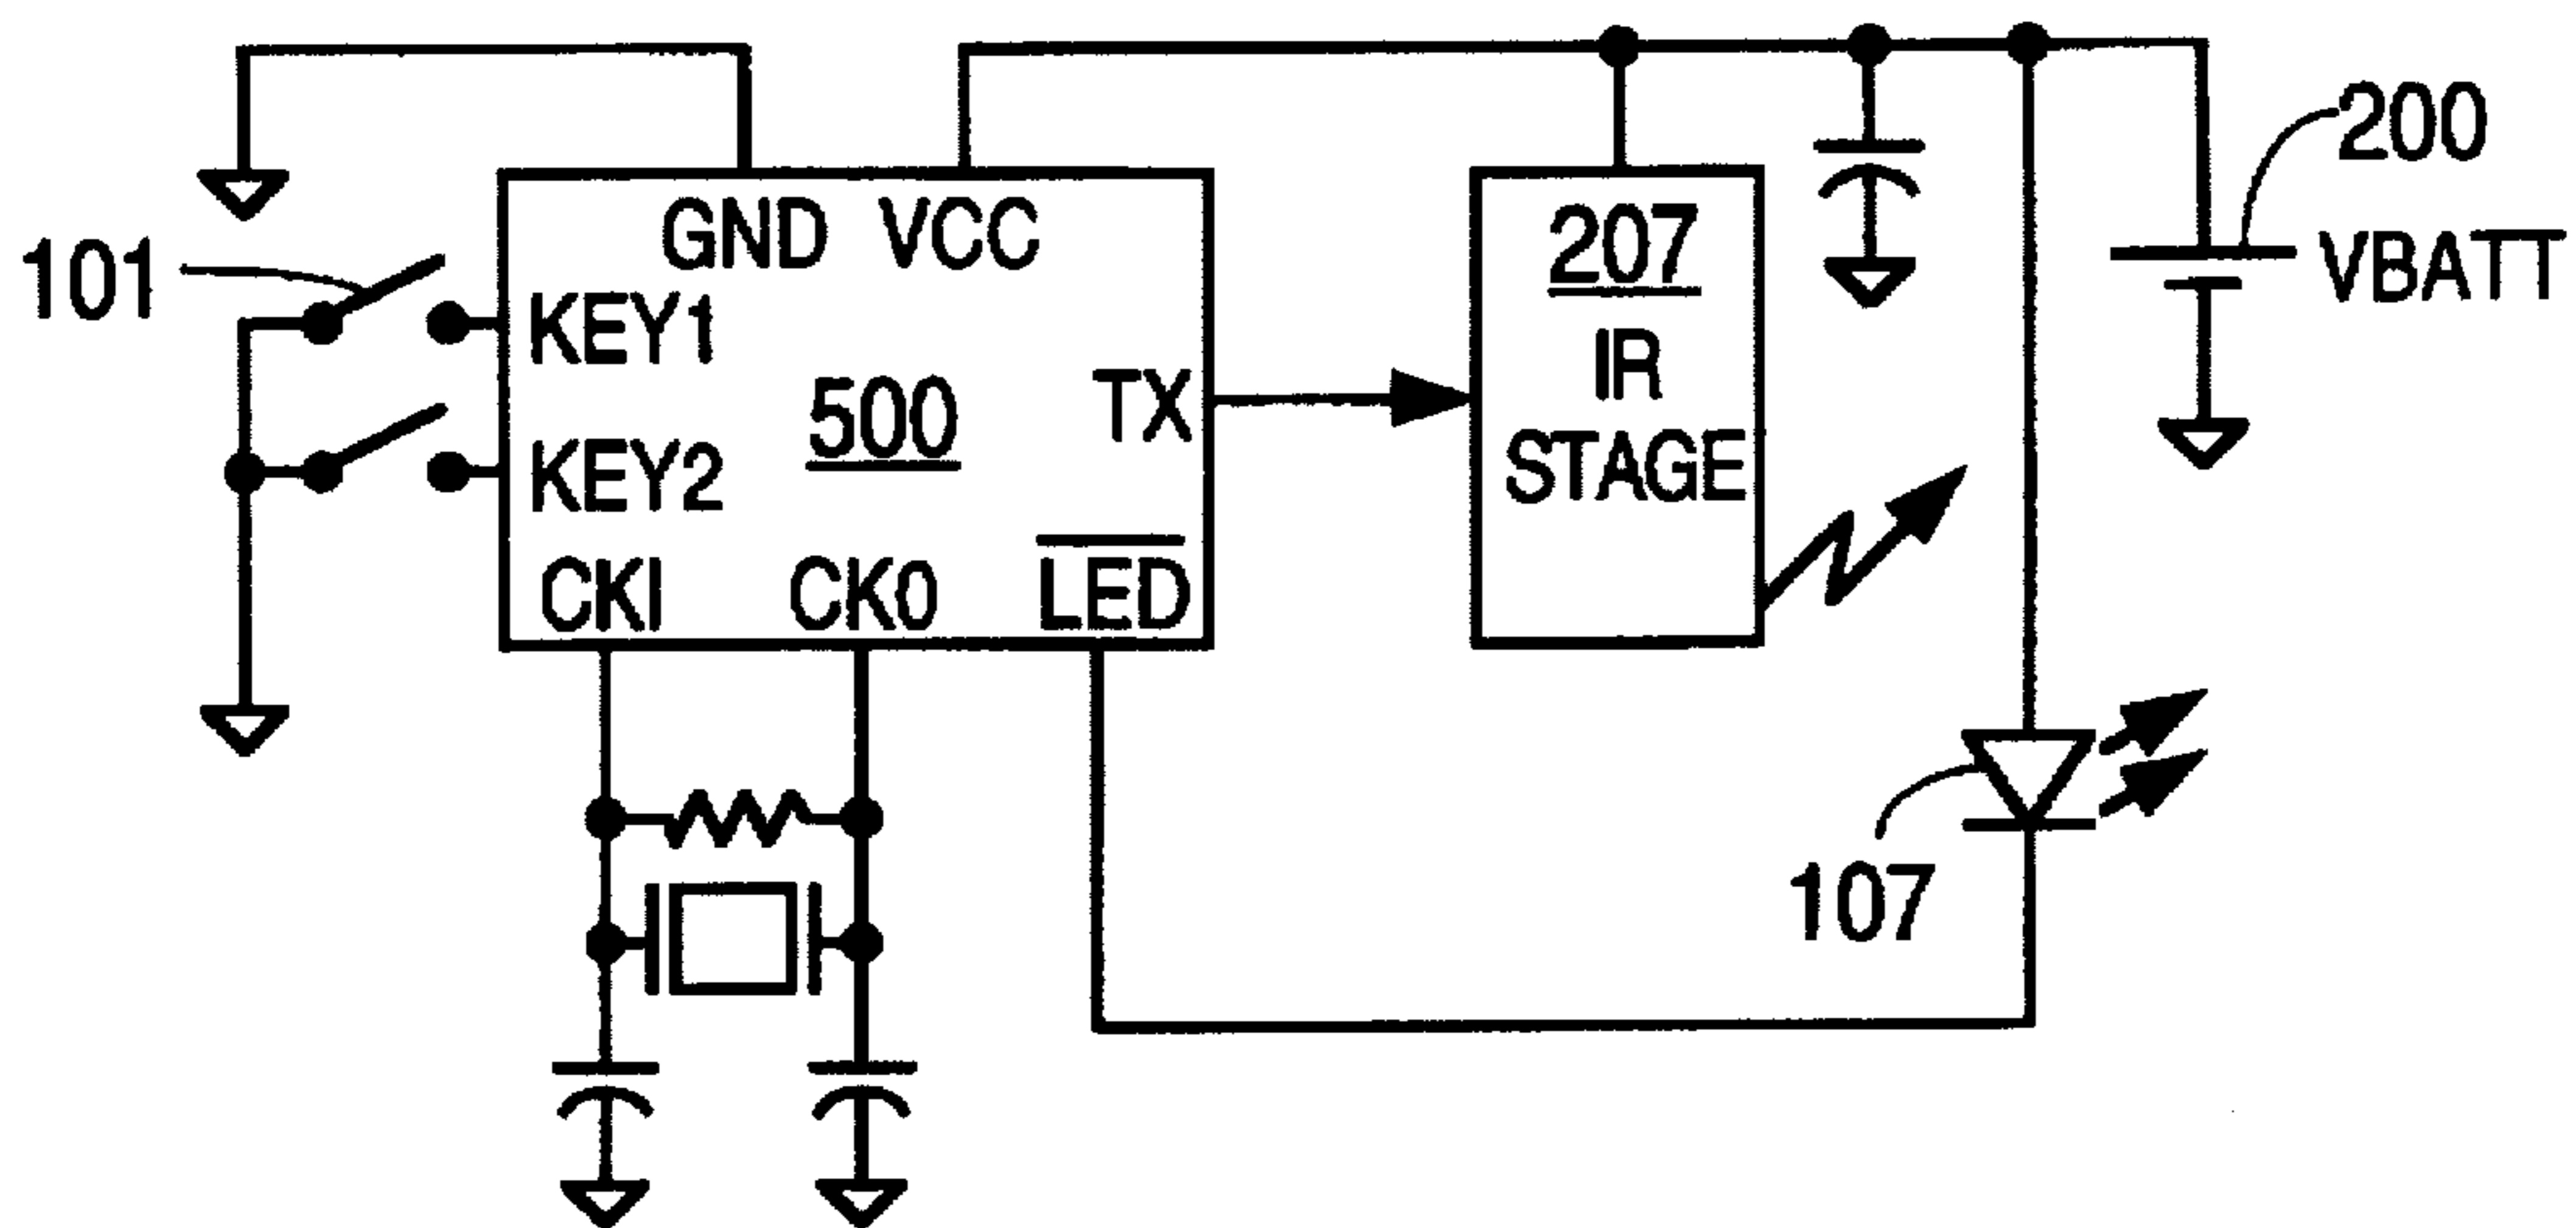 200
GND VCC
VBATT
101
207
KEY1
IR
500
TX
STAGE
KEY2
CKI CK0 LED
107